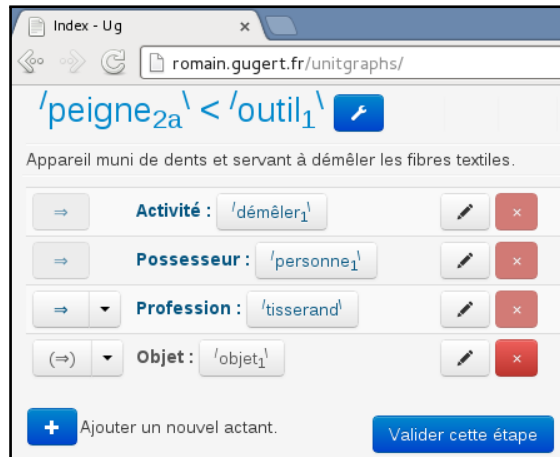 Index - Ug ×
romain.gugert.fr/unitgraphs/
/peigne2a\ < /outil1\
Appareil muni de dents et servant à démêler les fibres textiles.
⇒ Activité : /démêler1\ ×
⇒ Possesseur : /personne1\ ×
⇒ Profession : /tisserand\ ×
(⇒) Objet : /objet1\ ×
+ Ajouter un nouvel actant.
Valider cette étape